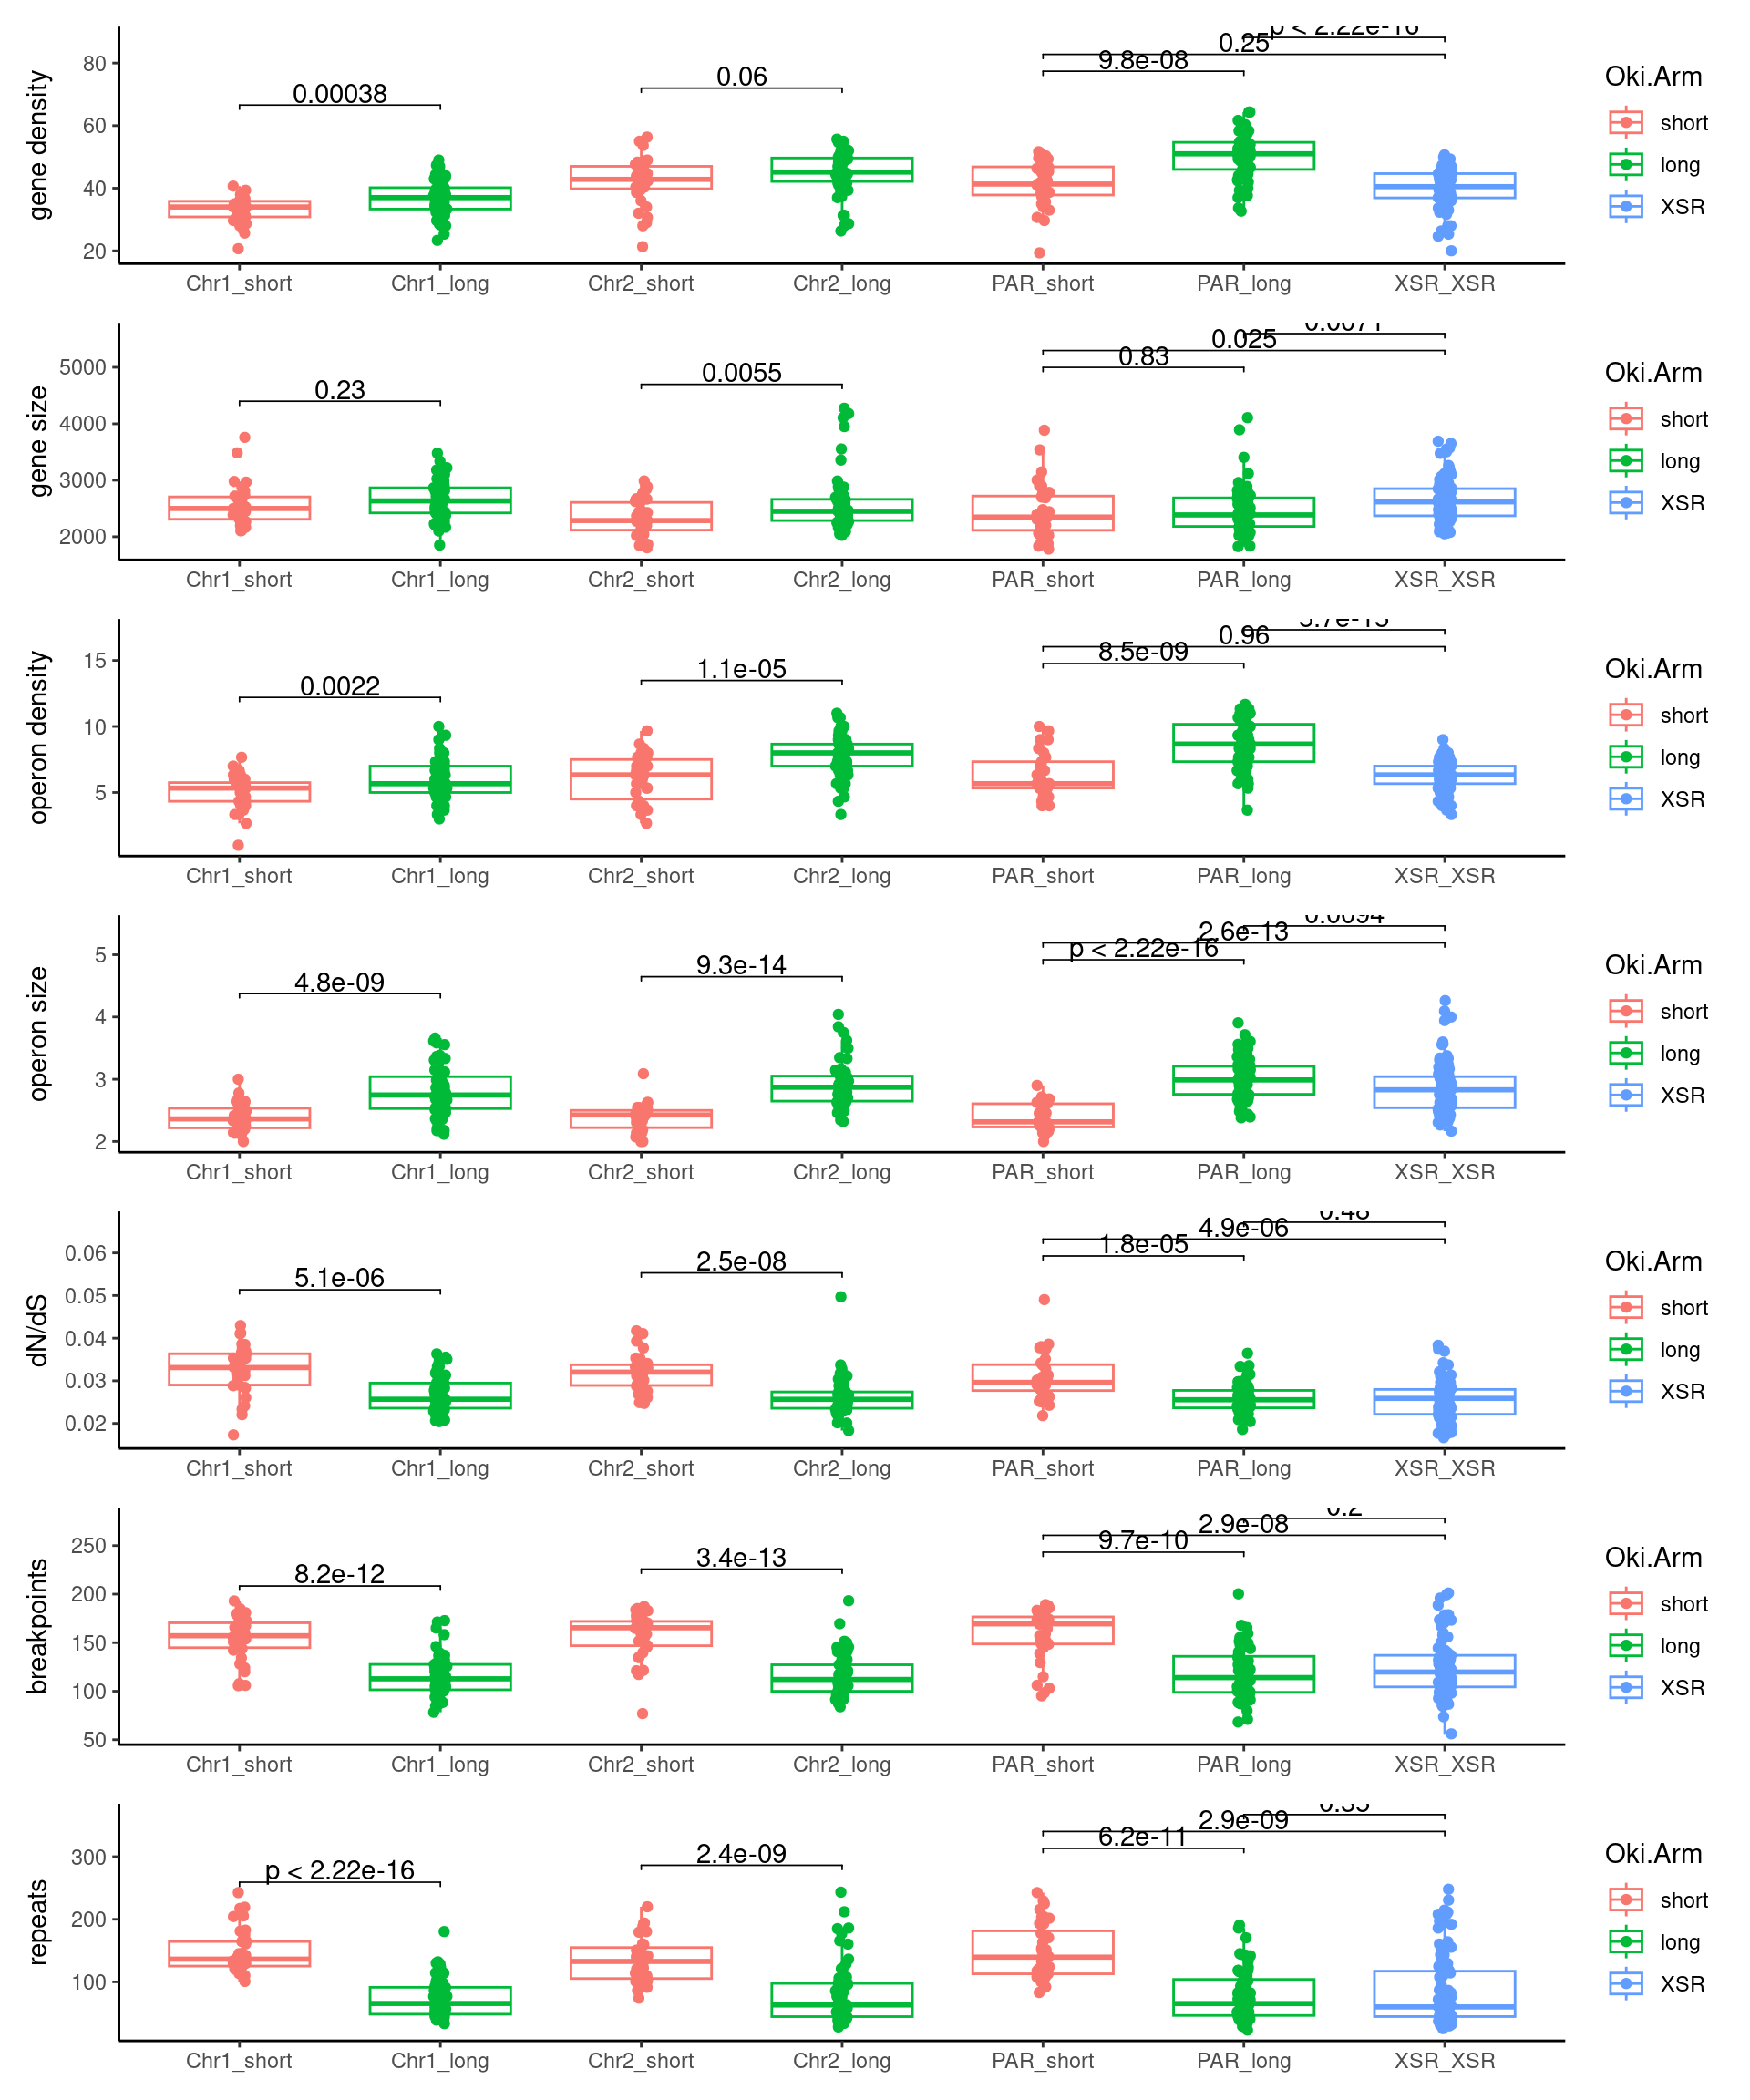 p < 2.22e-16
0.25
9.8e-08
0.06
0.00038
gene density
80
60
40
20
Chr1_short Chr1_long Chr2_short Chr2_long PAR_short PAR_long XSR_XSR
Oki.Arm
short
long
XSR
0.0071
0.025
0.83
0.0055
0.23
gene size
5000
4000
3000
2000
Chr1_short Chr1_long Chr2_short Chr2_long PAR_short PAR_long XSR_XSR
Oki.Arm
short
long
XSR
0.96
8.5e-09
1.1e-05
0.0022
operon density
15
10
5
Chr1_short Chr1_long Chr2_short Chr2_long PAR_short PAR_long XSR_XSR
Oki.Arm
short
long
XSR
0.0094
2.6e-13
p < 2.22e-16
9.3e-14
4.8e-09
operon size
5
4
3
2
Chr1_short Chr1_long Chr2_short Chr2_long PAR_short PAR_long XSR_XSR
Oki.Arm
short
long
XSR
0.48
4.9e-06
1.8e-05
2.5e-08
5.1e-06
dN/dS
0.06
0.05
0.04
0.03
0.02
Chr1_short Chr1_long Chr2_short Chr2_long PAR_short PAR_long XSR_XSR
Oki.Arm
short
long
XSR
0.2
2.9e-08
9.7e-10
3.4e-13
8.2e-12
breakpoints
250
200
150
100
50
Chr1_short Chr1_long Chr2_short Chr2_long PAR_short PAR_long XSR_XSR
Oki.Arm
short
long
XSR
2.9e-09
6.2e-11
2.4e-09
p < 2.22e-16
repeats
300
200
100
Chr1_short Chr1_long Chr2_short Chr2_long PAR_short PAR_long XSR_XSR
Oki.Arm
short
long
XSR